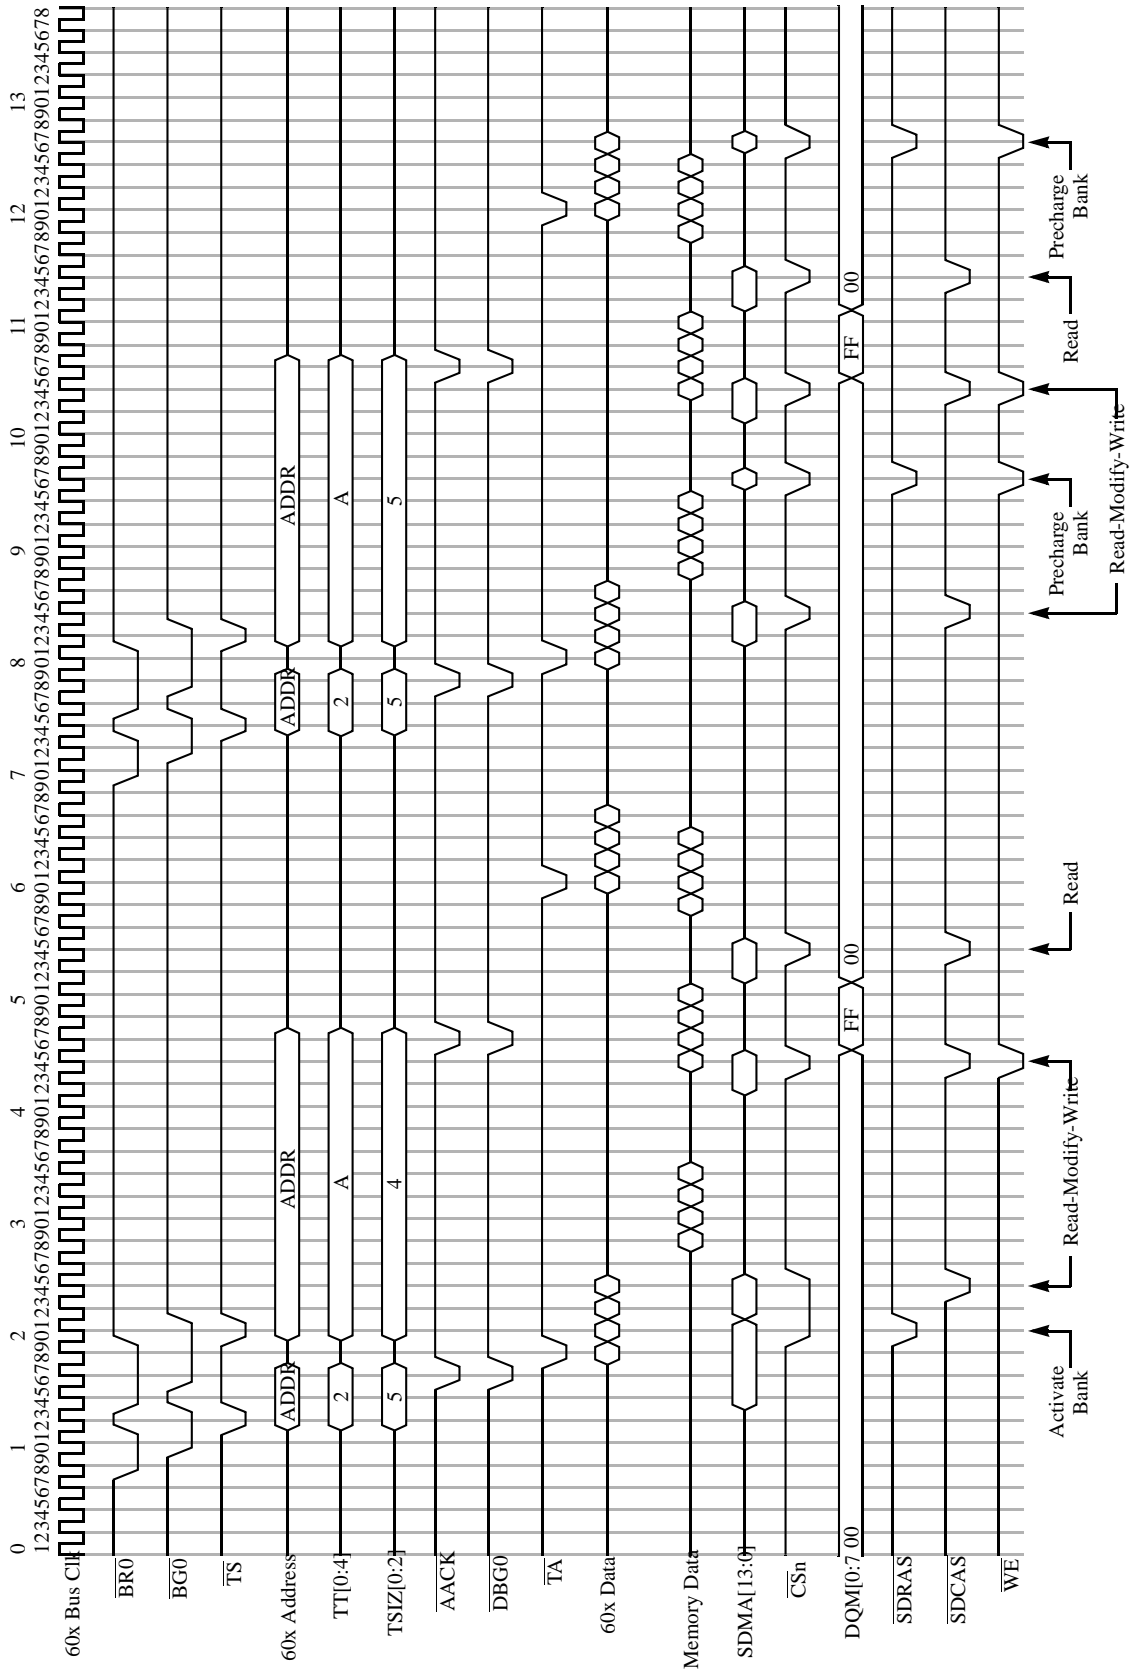 0 1 2 3 4 5 6 7 8 9 10 11 12 13
123456789012345678901234567890123456789012345678901234567890123456789012345678901234567890123456789012345678901234567890123456789012345678
60x Bus Clk
BR0
BG0
TS
60x Address ADDR ADDR ADDR ADDR
TT[0:4] 2 A 2 A
TSIZ[0:2] 5 4 5 5
AACK
DBG0
TA
60x Data
Memory Data
SDMA[13:0]
CSn
DQM[0:7 00 FF 00 FF 00
SDRAS
SDCAS
WE
Activate Bank
Read-Modify-Write
Read
Precharge Bank
Read-Modify-Write
Read
Precharge Bank